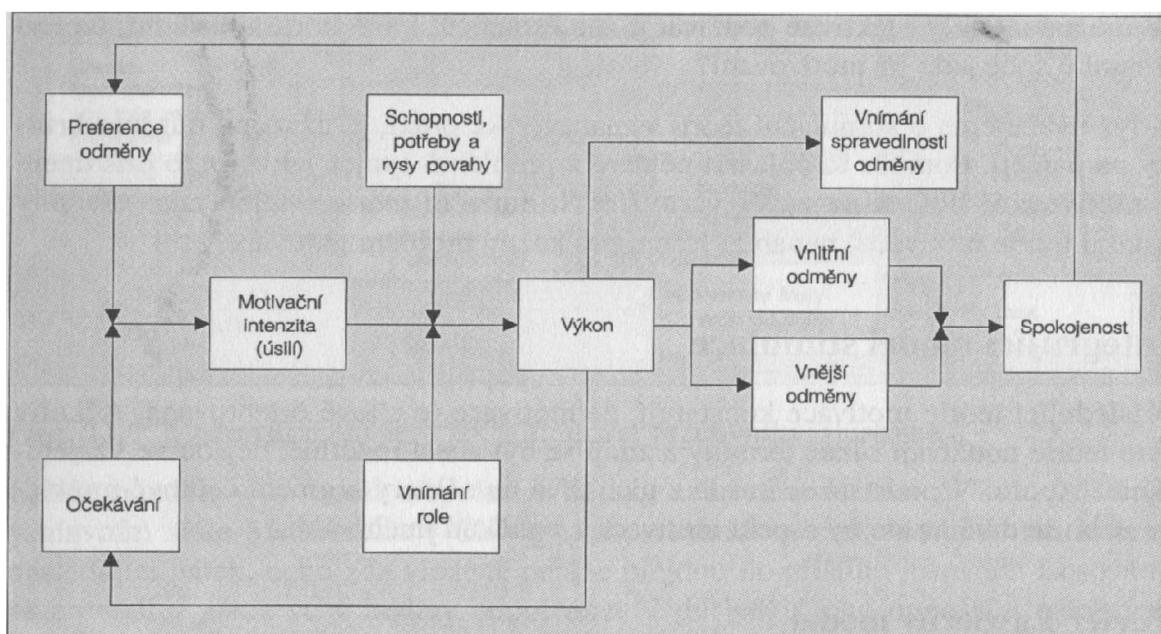 Preference
odměny
Schopnosti,
potřeby a
rysy povahy
Vnímání
spravedlnosti
odměny
Motivační
intenzita
(úsilí)
Výkon
Vnitřní
odměny
Vnější
odměny
Spokojenost
Očekávání
Vnímání
role